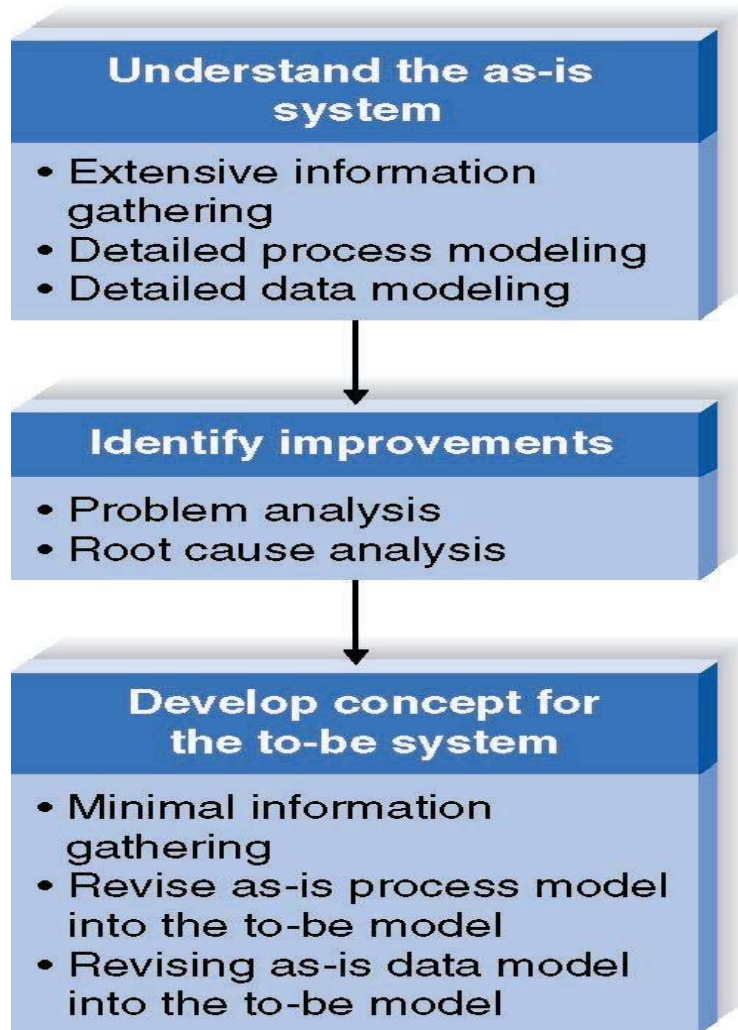 Understand the as-is
system
• Extensive information
gathering
• Detailed process modeling
• Detailed data modeling
Identify improvements
• Problem analysis
• Root cause analysis
Develop concept for
the to-be system
• Minimal information
gathering
• Revise as-is process model
into the to-be model
• Revising as-is data model
into the to-be model